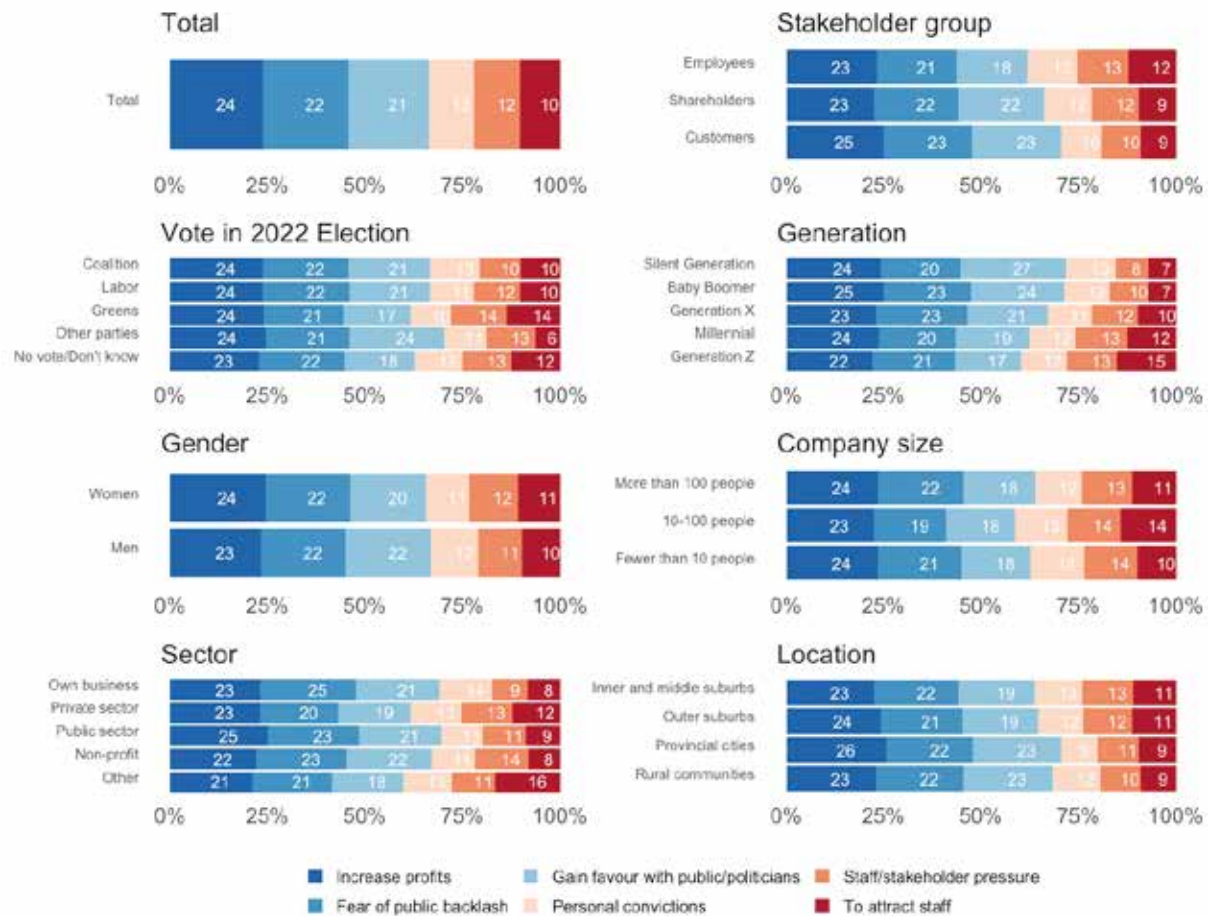 Total
Total
24 22 21 12 12 10
0% 25% 50% 75% 100%
Stakeholder group
Employees
23 21 18 13 12
Shareholders
23 22 22 12 12 9
Customers
25 23 23 10 10 9
0% 25% 50% 75% 100%
Vote in 2022 Election
Coalition
24 22 21 13 10 10
Labor
24 22 21 11 12 10
Greens
24 21 17 10 14 14
Other parties
24 21 24 13 6
No vote/Don't know
23 22 18 13 12
0% 25% 50% 75% 100%
Generation
Silent Generation
24 20 27 8 7
Baby Boomer
25 23 24 10 7
Generation X
23 23 21 12 10
Millennial
24 20 19 12 13 12
Generation Z
22 21 17 12 13 15
0% 25% 50% 75% 100%
Gender
Women
24 22 20 11 12 11
Men
23 22 22 12 11 10
0% 25% 50% 75% 100%
Company size
More than 100 people
24 22 18 12 13 11
10-100 people
23 19 18 13 14 14
Fewer than 10 people
24 21 18 14 10
0% 25% 50% 75% 100%
Sector
Own business
23 25 21 9 8
Private sector
23 20 19 13 13 12
Public sector
25 23 21 11 9
Non-profit
22 23 22 14 8
Other
21 21 18 11 16
0% 25% 50% 75% 100%
Location
Inner and middle suburbs
23 22 19 13 11
Outer suburbs
24 21 19 12 12 11
Provincial cities
26 22 23 11 9
Rural communities
23 22 23 12 10 9
0% 25% 50% 75% 100%
Increase profits
Gain favour with public/politicians
Staff/stakeholder pressure
Fear of public backlash
Personal convictions
To attract staff